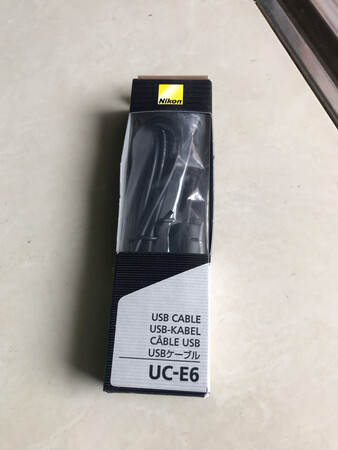 Nikon
USB CABLE
USB-KABEL
CÂBLE USB
USBケーブル
UC-E6